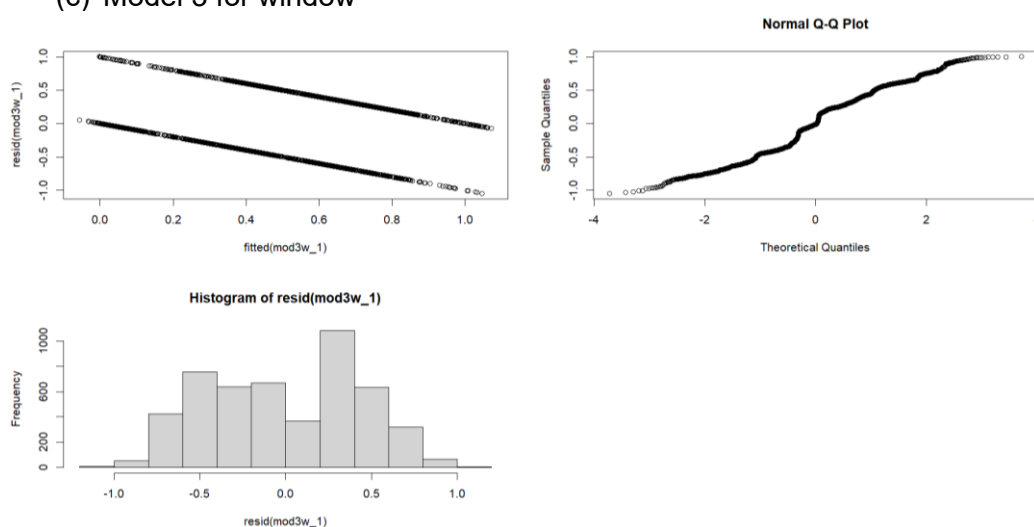 (c) Model 3 for window
resid(mod3w_1)
1.0
0.5
0.0
-0.5
-1.0
0.0 0.2 0.4 0.6 0.8 1.0
fitted(mod3w_1)
Normal Q-Q Plot
Sample Quantiles
1.0
0.5
0.0
-0.5
-1.0
-4 -2 0 2
Theoretical Quantiles
Histogram of resid(mod3w_1)
Frequency
1000
600
200
0
-1.0 -0.5 0.0 0.5 1.0
resid(mod3w_1)